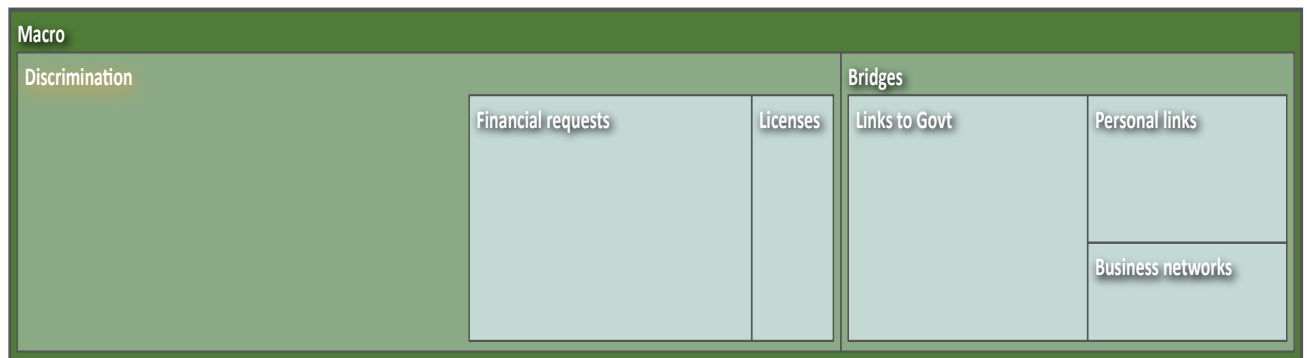 Macro
Discrimination
Bridges
Financial requests
Licenses
Links to Govt
Personal links
Business networks